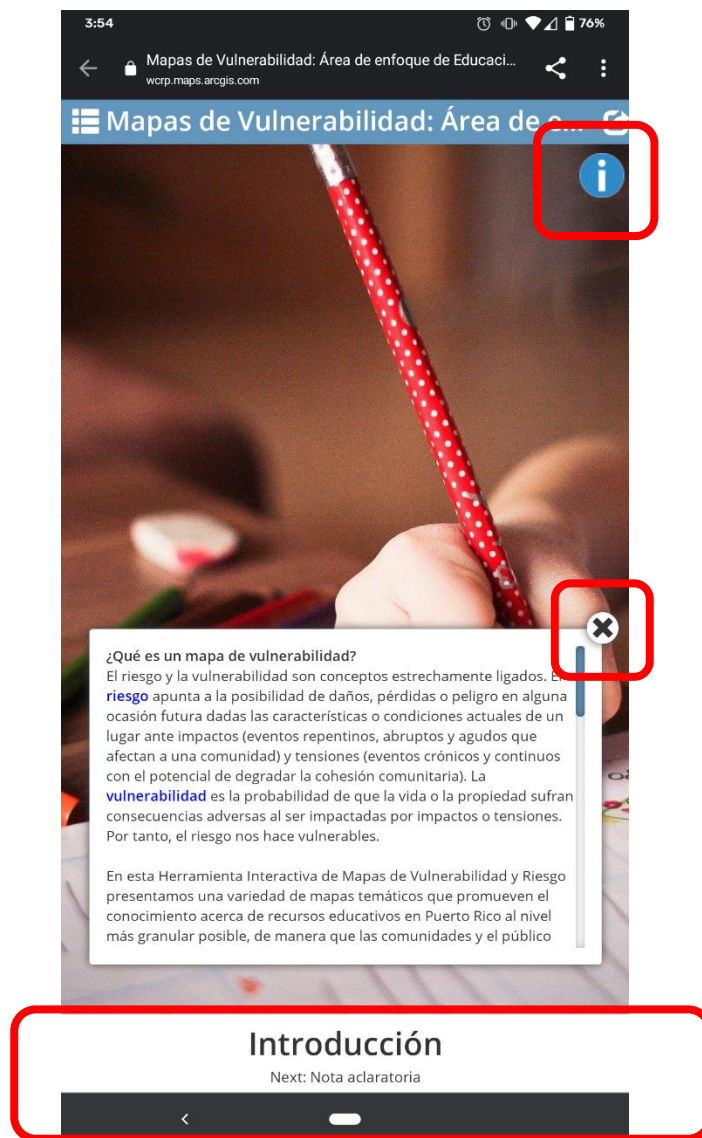 3:54
76%
Mapas de Vulnerabilidad: Área de enfoque de Educaci...
wcrp.maps.arcgis.com
Mapas de Vulnerabilidad: Área de e...
i
¿Qué es un mapa de vulnerabilidad?
El riesgo y la vulnerabilidad son conceptos estrechamente ligados. El
riesgo apunta a la posibilidad de daños, pérdidas o peligro en alguna
ocasión futura dadas las características o condiciones actuales de un
lugar ante impactos (eventos repentinos, abruptos y agudos que
afectan a una comunidad) y tensiones (eventos crónicos y continuos
con el potencial de degradar la cohesión comunitaria). La
vulnerabilidad es la probabilidad de que la vida o la propiedad sufran
consecuencias adversas al ser impactadas por impactos o tensiones.
Por tanto, el riesgo nos hace vulnerables.
En esta Herramienta Interactiva de Mapas de Vulnerabilidad y Riesgo
presentamos una variedad de mapas temáticos que promueven el
conocimiento acerca de recursos educativos en Puerto Rico al nivel
más granular posible, de manera que las comunidades y el público
Introducción
Next: Nota aclaratoria